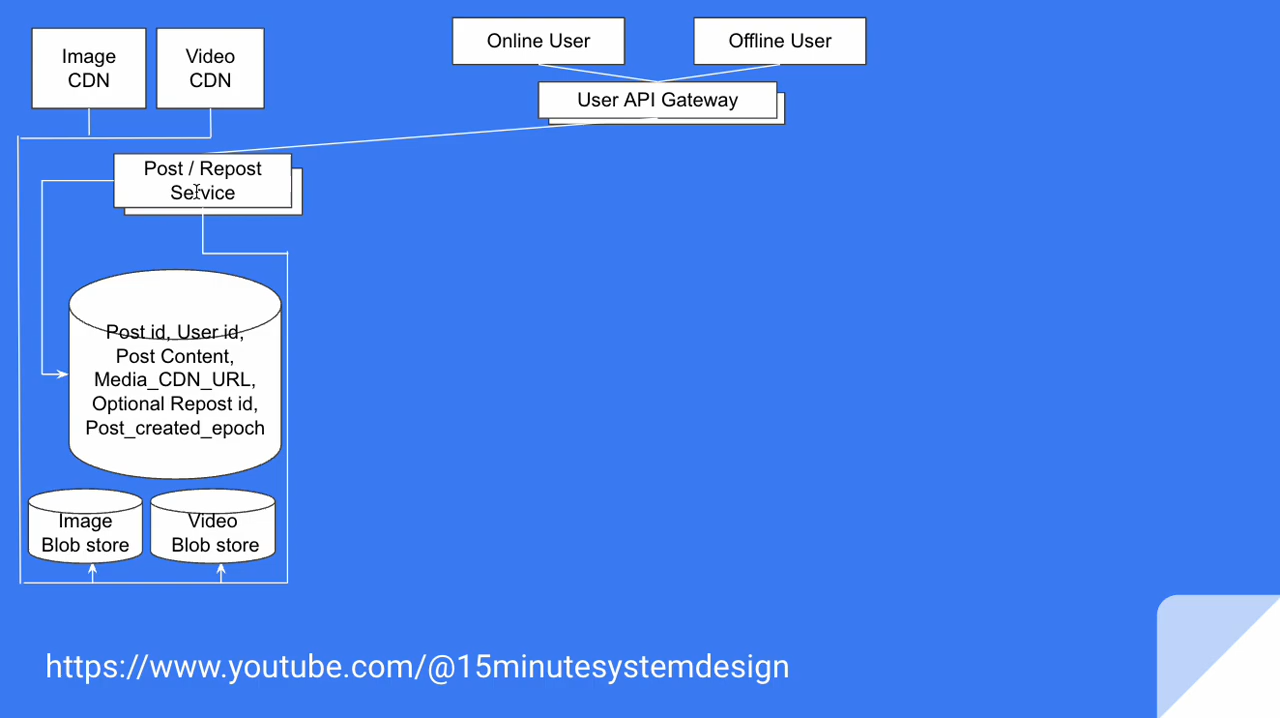 Image
CDN
Video
CDN
Online User
Offline User
User API Gateway
Post / Repost
Service
Post id, User id,
Post Content,
Media_CDN_URL,
Optional Repost id,
Post_created_epoch
Image
Blob store
Video
Blob store
https://www.youtube.com/@15minutesystemdesign